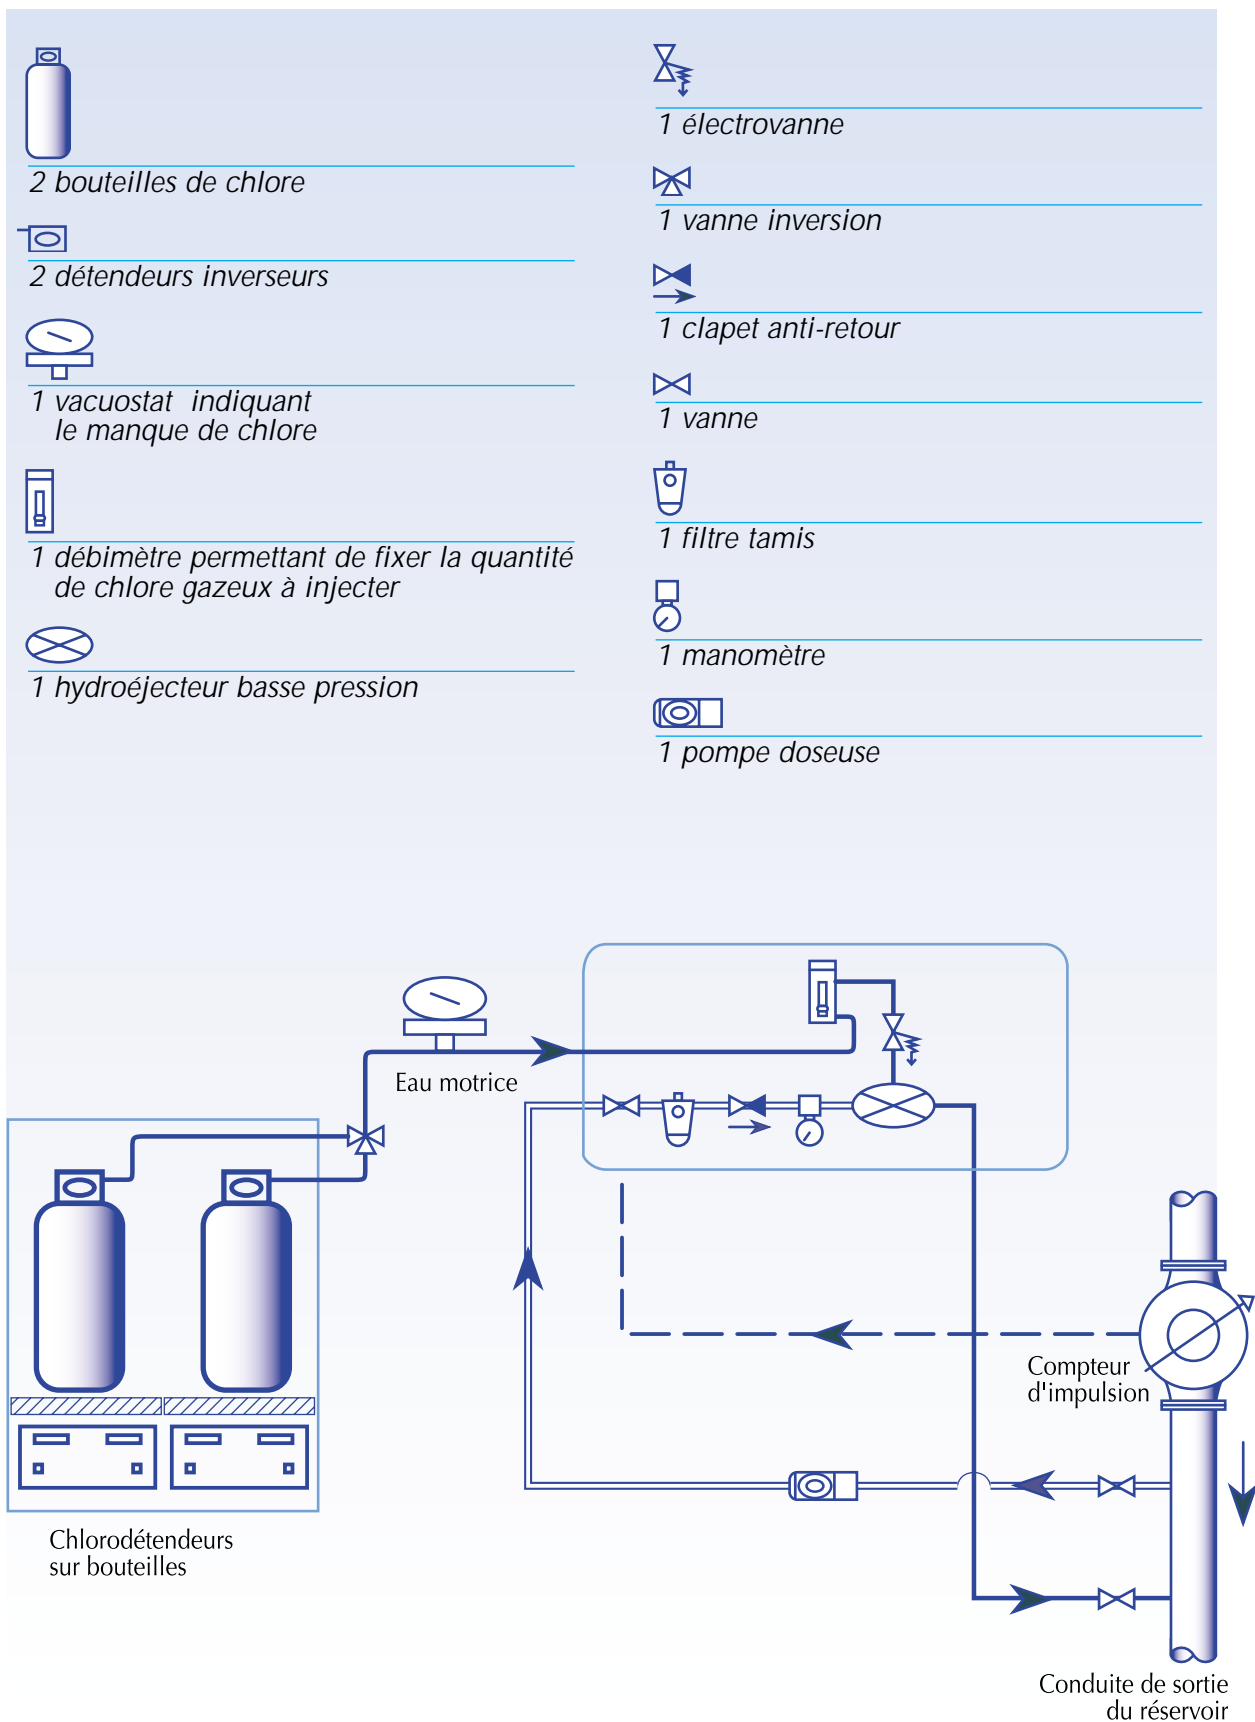 2 bouteilles de chlore
2 détendeurs inverseurs
1 vacuostat indiquant
le manque de chlore
1 débimètre permettant de fixer la quantité
de chlore gazeux à injecter
1 hydroéjecteur basse pression
1 électrovanne
1 vanne inversion
1 clapet anti-retour
1 vanne
1 filtre tamis
1 manomètre
1 pompe doseuse
Eau motrice
Compteur
d'impulsion
Chlorodétendeurs
sur bouteilles
Conduite de sortie
du réservoir